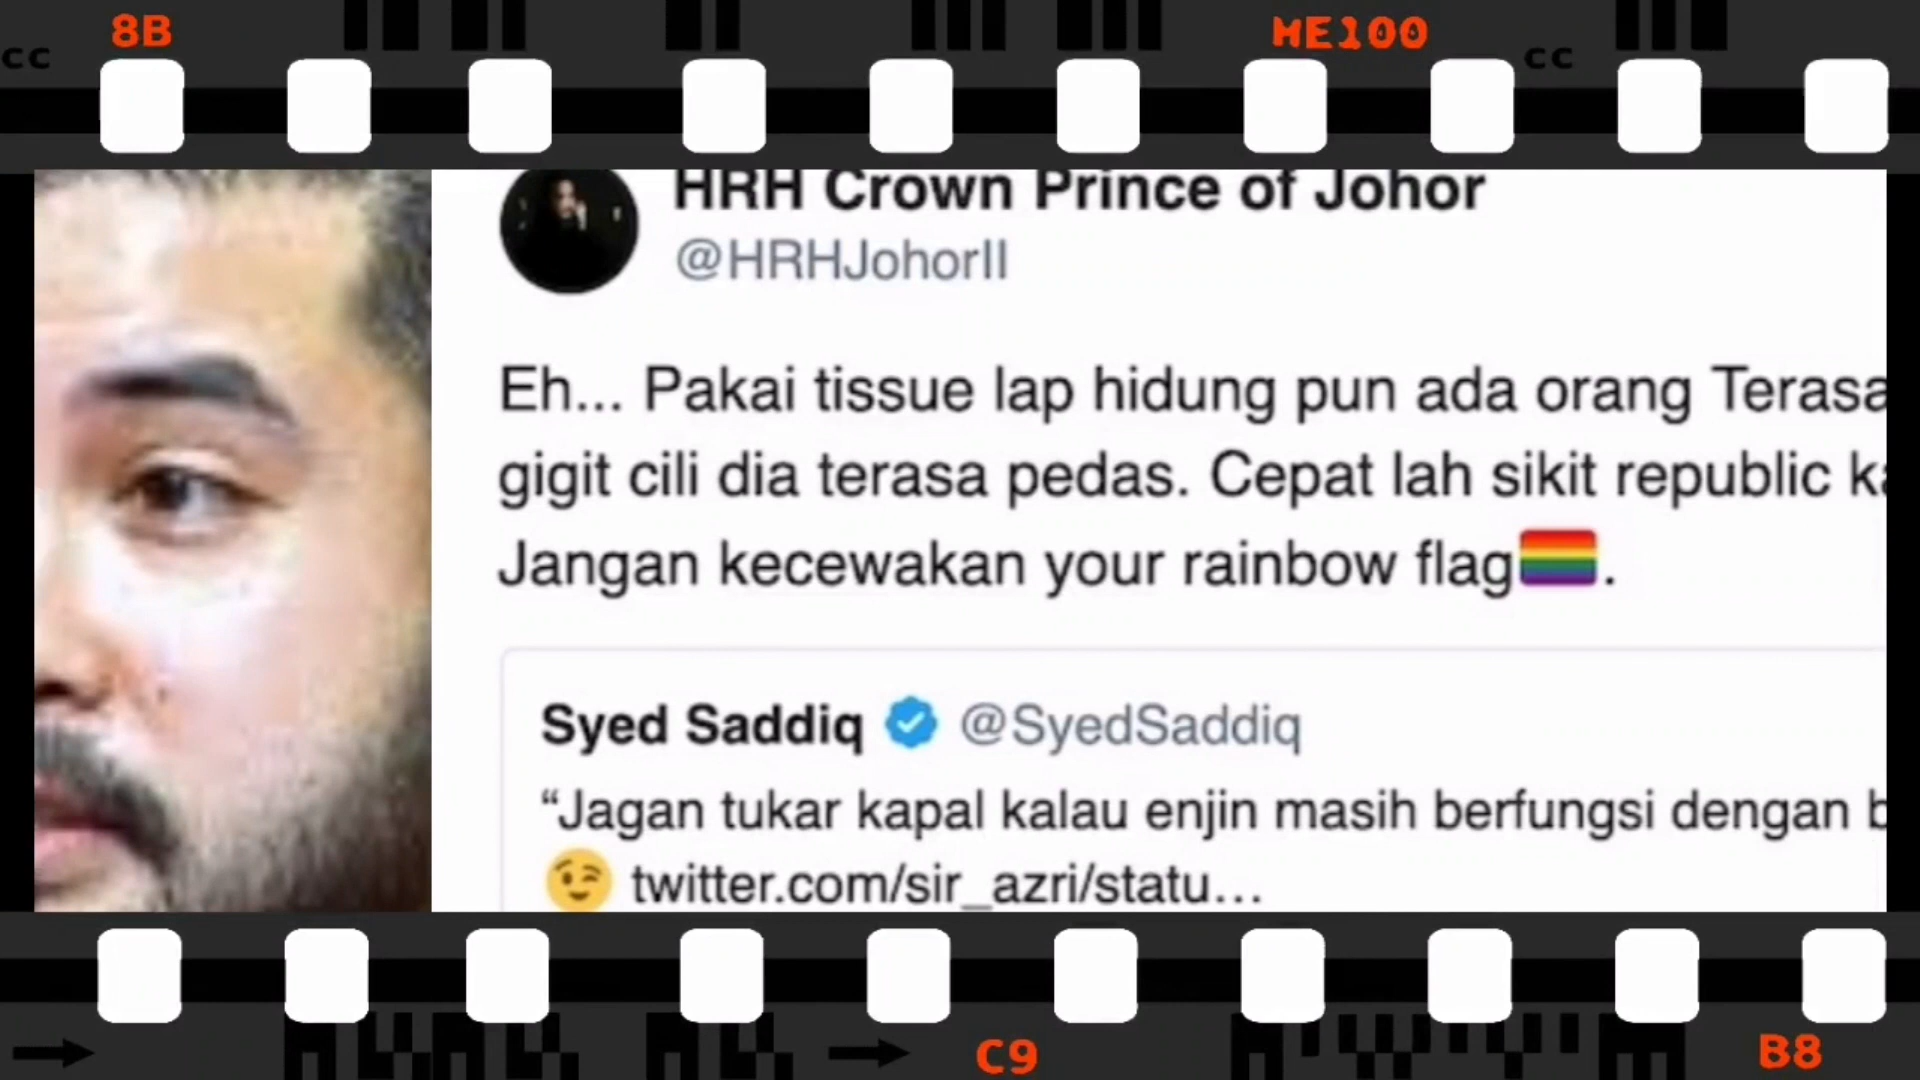 8B
ME100
cc
cc
HRH Crown Prince of Johor
@HRHJohorII
Eh... Pakai tissue lap hidung pun ada orang Terasa
gigit cili dia terasa pedas. Cepat lah sikit republic
Jangan kecewakan your rainbow flag🏳️‍🌈.
Syed Saddiq @SyedSaddiq
“Jagan tukar kapal kalau enjin masih berfungsi dengan
😉 twitter.com/sir_azri/statu...
C9
B8